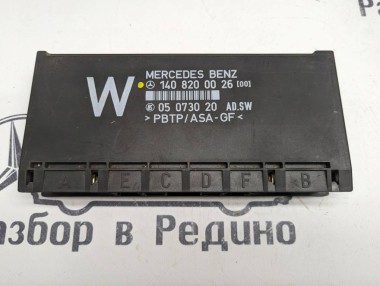 W
MERCEDES BENZ
140 820 00 26 [00]
05 0730 20 AD.SW
> PBTP/ASA-GF <
A E C D F B
Разбор в Редино